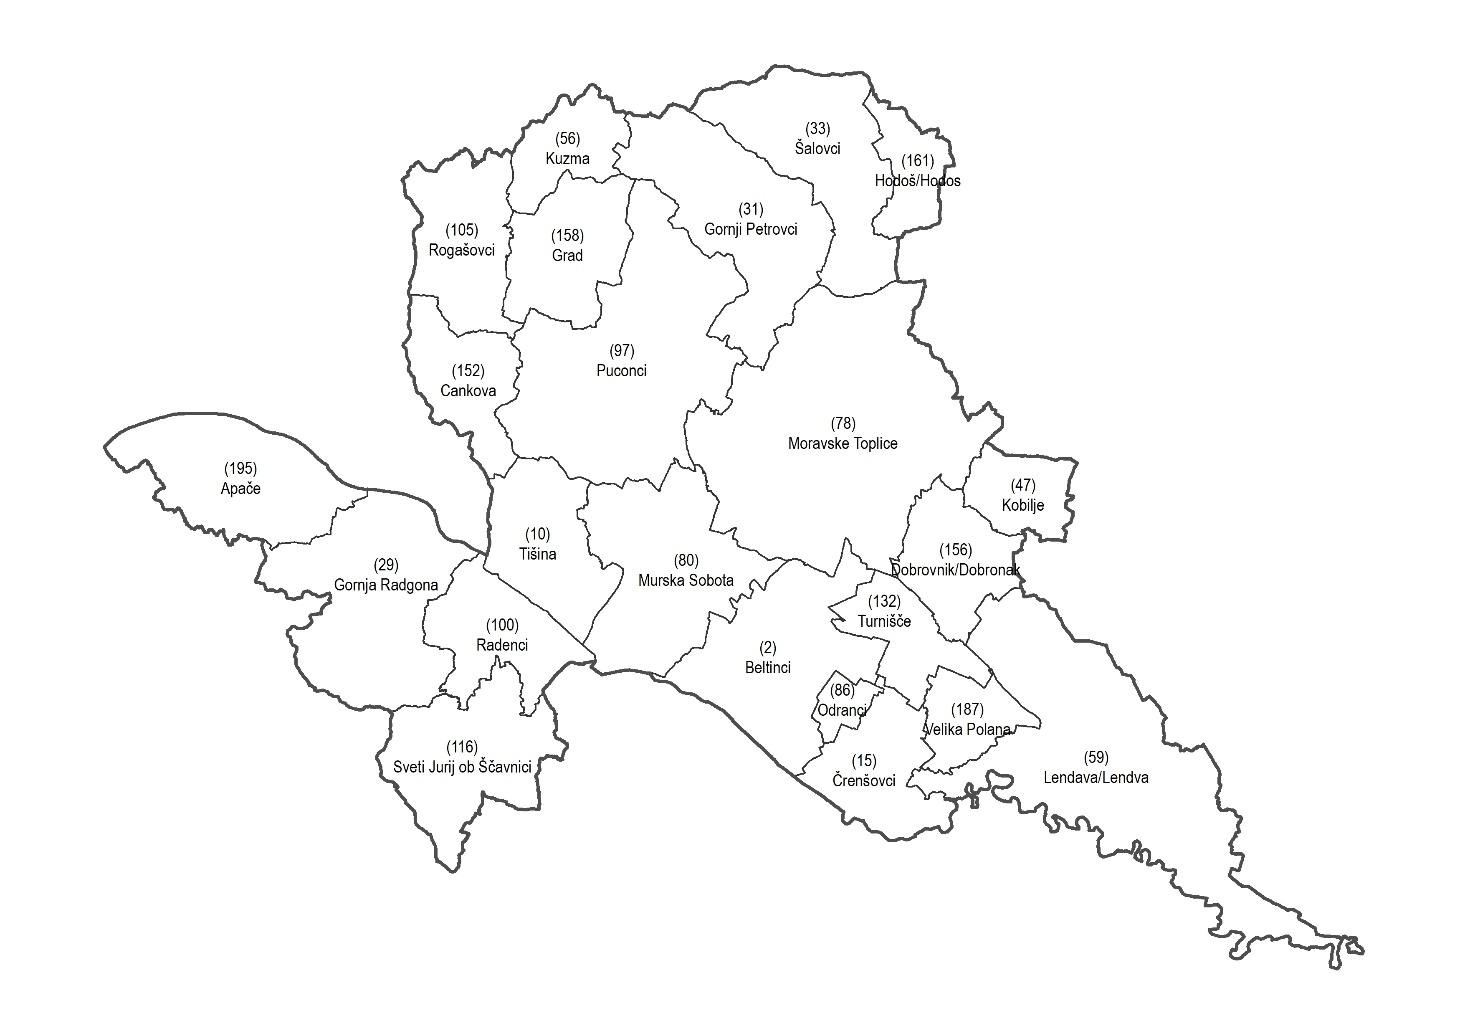 (33)
Šalovci
(56)
Kuzma
(161)
Hodoš/Hodos
(31)
Gornji Petrovci
(105)
Rogašovci
(158)
Grad
(97)
Puconci
(152)
Cankova
(78)
Moravske Toplice
(195)
Apače
(47)
Kobilje
(10)
Tišina
(156)
Dobrovnik/Dobronak
(29)
Gornja Radgona
(80)
Murska Sobota
(132)
Turnišče
(100)
Radenci
(2)
Beltinci
(86)
Odranci
(187)
Velika Polana
(116)
Sveti Jurij ob Ščavnici
(15)
Črenšovci
(59)
Lendava/Lendva